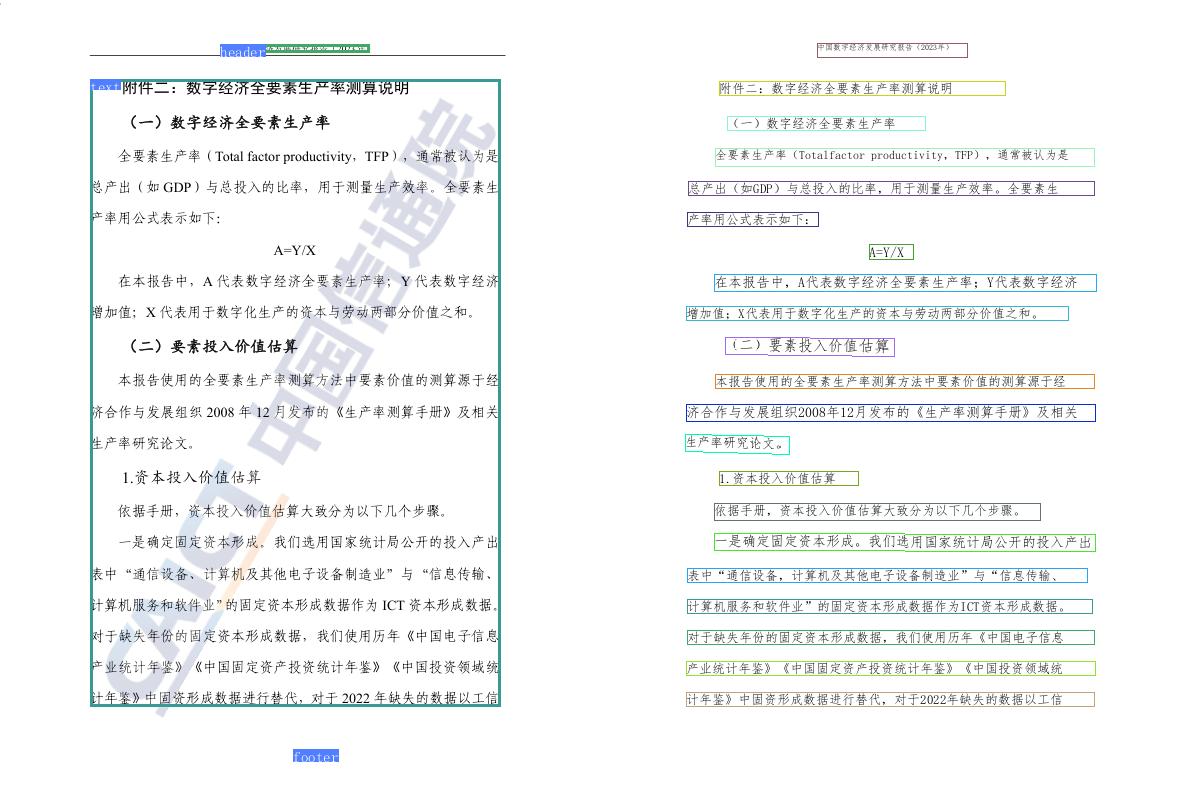 header
text 附件二：数字经济全要素生产率测算说明
（一）数字经济全要素生产率
全要素生产率（Total factor productivity，TFP），通常被认为是
总产出（如 GDP）与总投入的比率，用于测量生产效率。全要素生
产率用公式表示如下：
A=Y/X
在本报告中，A 代表数字经济全要素生产率；Y 代表数字经济
增加值；X 代表用于数字化生产的资本与劳动两部分价值之和。
（二）要素投入价值估算
本报告使用的全要素生产率测算方法中要素价值的测算源于经
济合作与发展组织 2008 年 12 月发布的《生产率测算手册》及相关
生产率研究论文。
1.资本投入价值估算
依据手册，资本投入价值估算大致分为以下几个步骤。
一是确定固定资本形成。我们选用国家统计局公开的投入产出
表中“通信设备、计算机及其他电子设备制造业”与“信息传输、
计算机服务和软件业”的固定资本形成数据作为 ICT 资本形成数据。
对于缺失年份的固定资本形成数据，我们使用历年《中国电子信息
产业统计年鉴》《中国固定资产投资统计年鉴》《中国投资领域统
计年鉴》中固资形成数据进行替代，对于 2022 年缺失的数据以工信
CAICT 中国信通院
footer
中国数字经济发展研究报告（2023年）
附件二：数字经济全要素生产率测算说明
（一）数字经济全要素生产率
全要素生产率（Totalfactor productivity，TFP），通常被认为是
总产出（如GDP）与总投入的比率，用于测量生产效率。全要素生
产率用公式表示如下：
A=Y/X
在本报告中，A代表数字经济全要素生产率；Y代表数字经济
增加值；X代表用于数字化生产的资本与劳动两部分价值之和。
（二）要素投入价值估算
本报告使用的全要素生产率测算方法中要素价值的测算源于经
济合作与发展组织2008年12月发布的《生产率测算手册》及相关
生产率研究论文。
1.资本投入价值估算
依据手册，资本投入价值估算大致分为以下几个步骤。
一是确定固定资本形成。我们选用国家统计局公开的投入产出
表中“通信设备，计算机及其他电子设备制造业”与“信息传输、
计算机服务和软件业”的固定资本形成数据作为ICT资本形成数据。
对于缺失年份的固定资本形成数据，我们使用历年《中国电子信息
产业统计年鉴》《中国固定资产投资统计年鉴》《中国投资领域统
计年鉴》中固资形成数据进行替代，对于2022年缺失的数据以工信